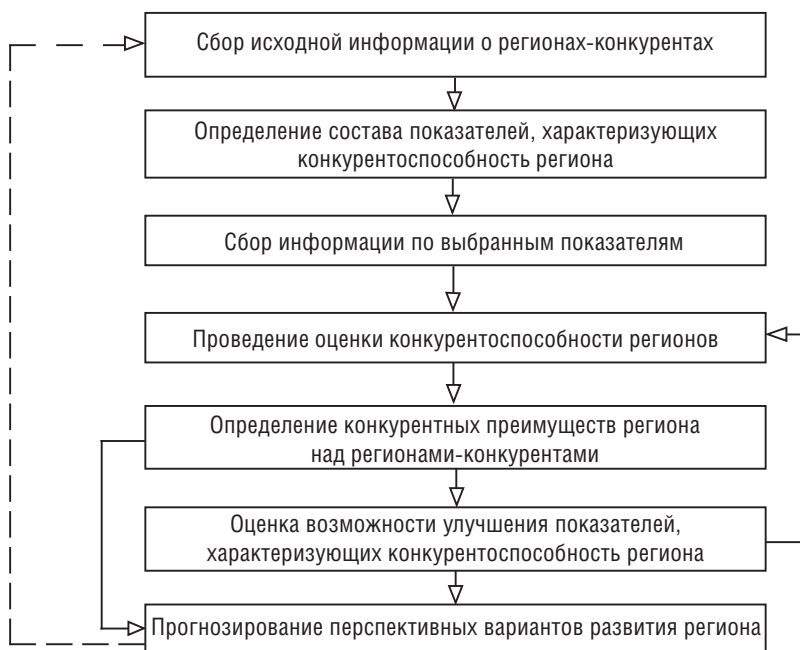 Сбор исходной информации о регионах-конкурентах
Определение состава показателей, характеризующих
конкурентоспособность региона
Сбор информации по выбранным показателям
Проведение оценки конкурентоспособности регионов
Определение конкурентных преимуществ региона
над регионами-конкурентами
Оценка возможности улучшения показателей,
характеризующих конкурентоспособность региона
Прогнозирование перспективных вариантов развития региона